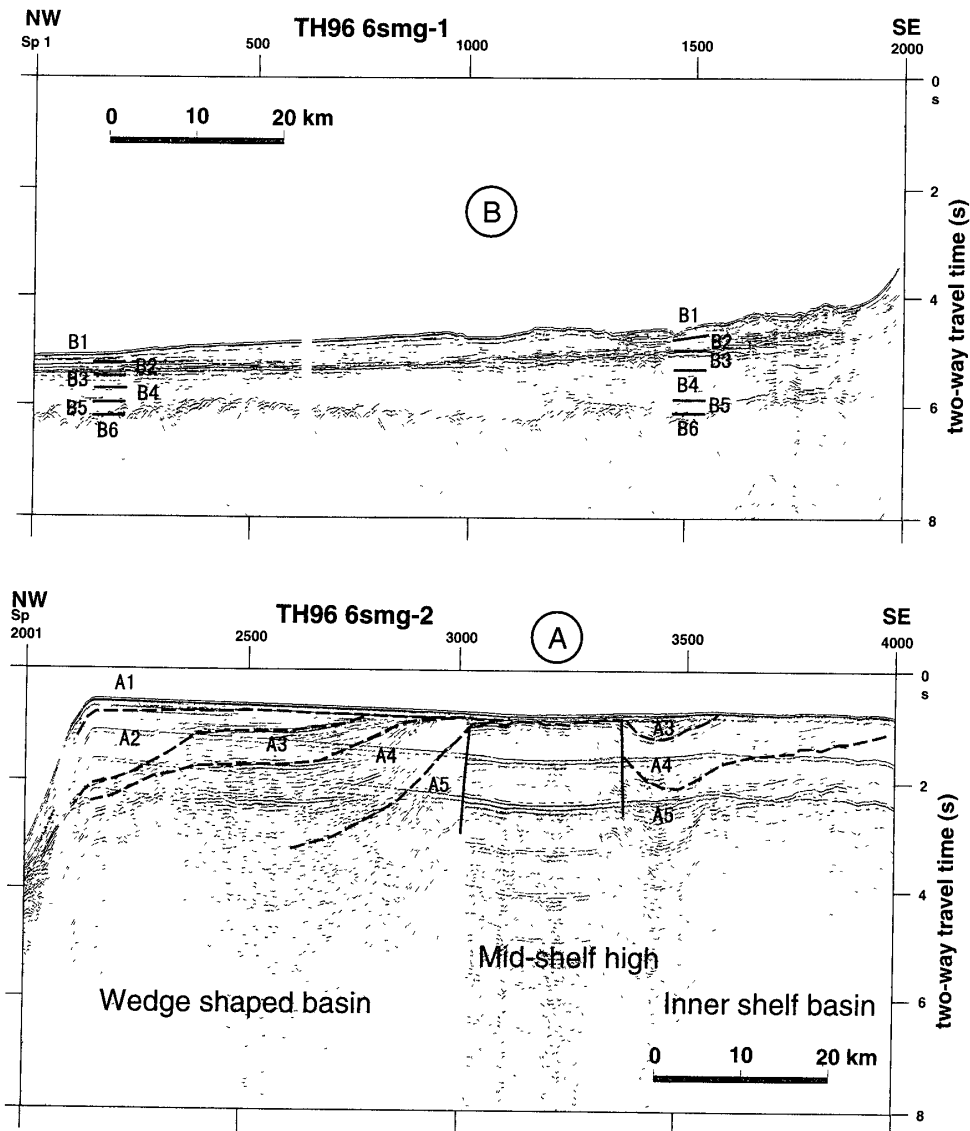 NW TH96 6smg-1 SE
Sp 1 500 1000 1500 2000
0
s
0 10 20 km
2
B
4
B1
B1
B2
B2
B3
B3
B4
B4
B5
B5
6
B6
B6
8
two-way travel time (s)
NW TH96 6smg-2 A SE
Sp
2001 2500 3000 3500 4000
0
s
A1
A2 A3 A4 A3
A4
A5 A5
2
4
Mid-shelf high
Wedge shaped basin Inner shelf basin
6
0 10 20 km
8
two-way travel time (s)